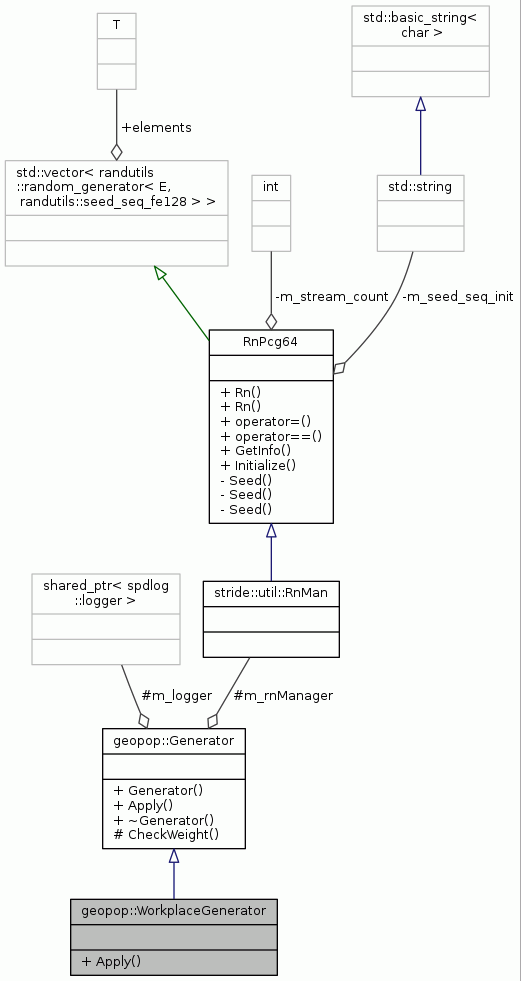 std::basic_string<
char >
T
+elements
std::vector< randutils
::random_generator< E,
randutils::seed_seq_fe128 > >
int
std::string
-m_stream_count
-m_seed_seq_init
RnPcg64
+ Rn()
+ Rn()
+ operator=()
+ operator==()
+ GetInfo()
+ Initialize()
- Seed()
- Seed()
- Seed()
shared_ptr< spdlog
::logger >
stride::util::RnMan
#m_logger
#m_rnManager
geopop::Generator
+ Generator()
+ Apply()
+ ~Generator()
# CheckWeight()
geopop::WorkplaceGenerator
+ Apply()